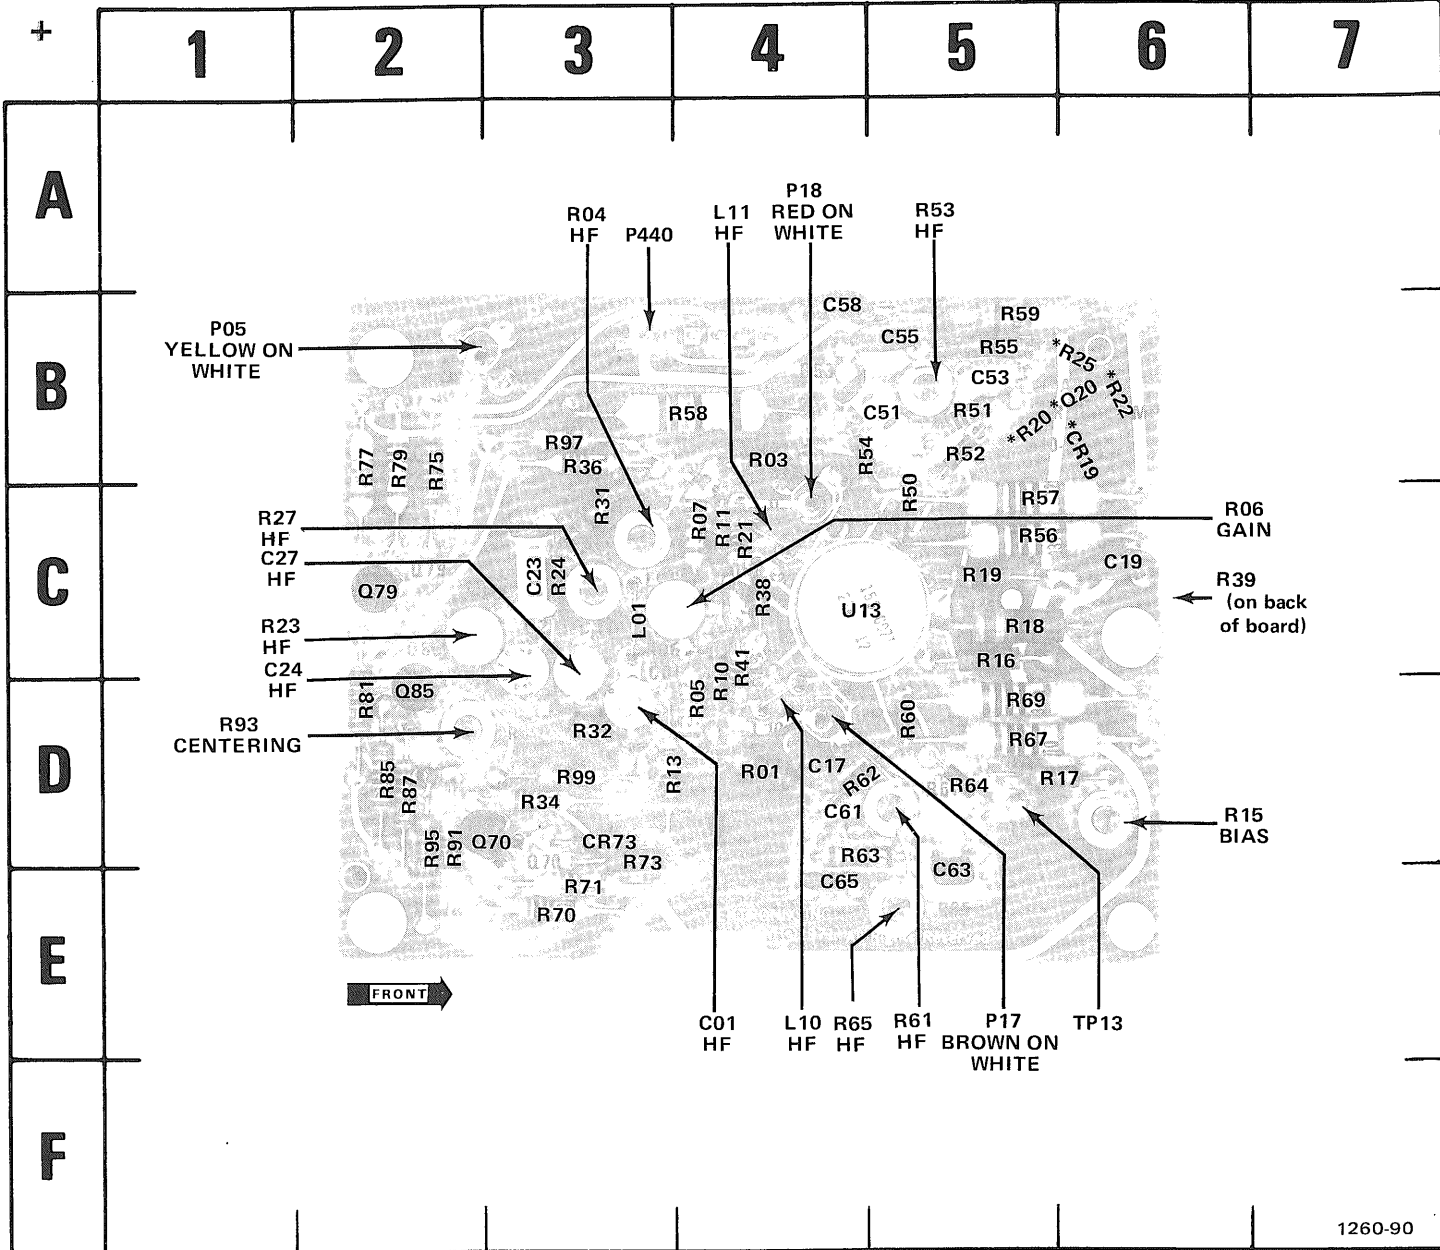 + 1 2 3 4 5 6 7
A
P18
R04 L11 RED ON R53
HF P440 HF WHITE HF
B
C58 R59
P05
YELLOW ON
WHITE
C55 R55 *R25
C53 *Q20 *R22
R58 C51 R51 *R20 *CR19
R97 R03 R54 R52
R77 R79 R75 R36
C
R31 R07 R11 R21 R50 R57
R27
HF
R06
GAIN
R56
C27
HF
C23 R24 R38 R19 C19
Q79 L01 U13 R39
(on back
of board)
R23
HF
R18
R41 R16
C24
HF
R10
D
R81 Q85 R05 R60 R69
R93
CENTERING
R32 R67
R85 R87 R99 R13 R01 C17 R62 R64 R17
R34 C61 R15
BIAS
R95 R91 Q70 CR73 R63
R73 C63
C65
R71
R70
E
FRONT
C01
HF
L10
HF
R65
HF
R61
HF
P17
BROWN ON
WHITE
TP13
F
1260-90